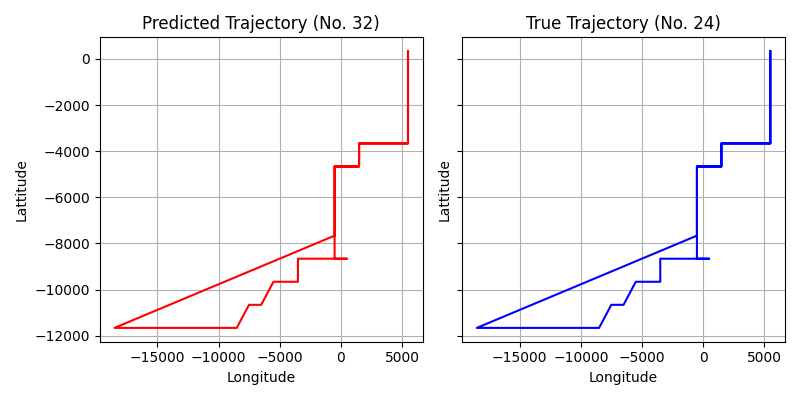 Predicted Trajectory (No. 32)
True Trajectory (No. 24)
0
−2000
−4000
−6000
−8000
−10000
−12000
Lattitude
Lattitude
−15000 −10000 −5000 0 5000
−15000 −10000 −5000 0 5000
Longitude
Longitude